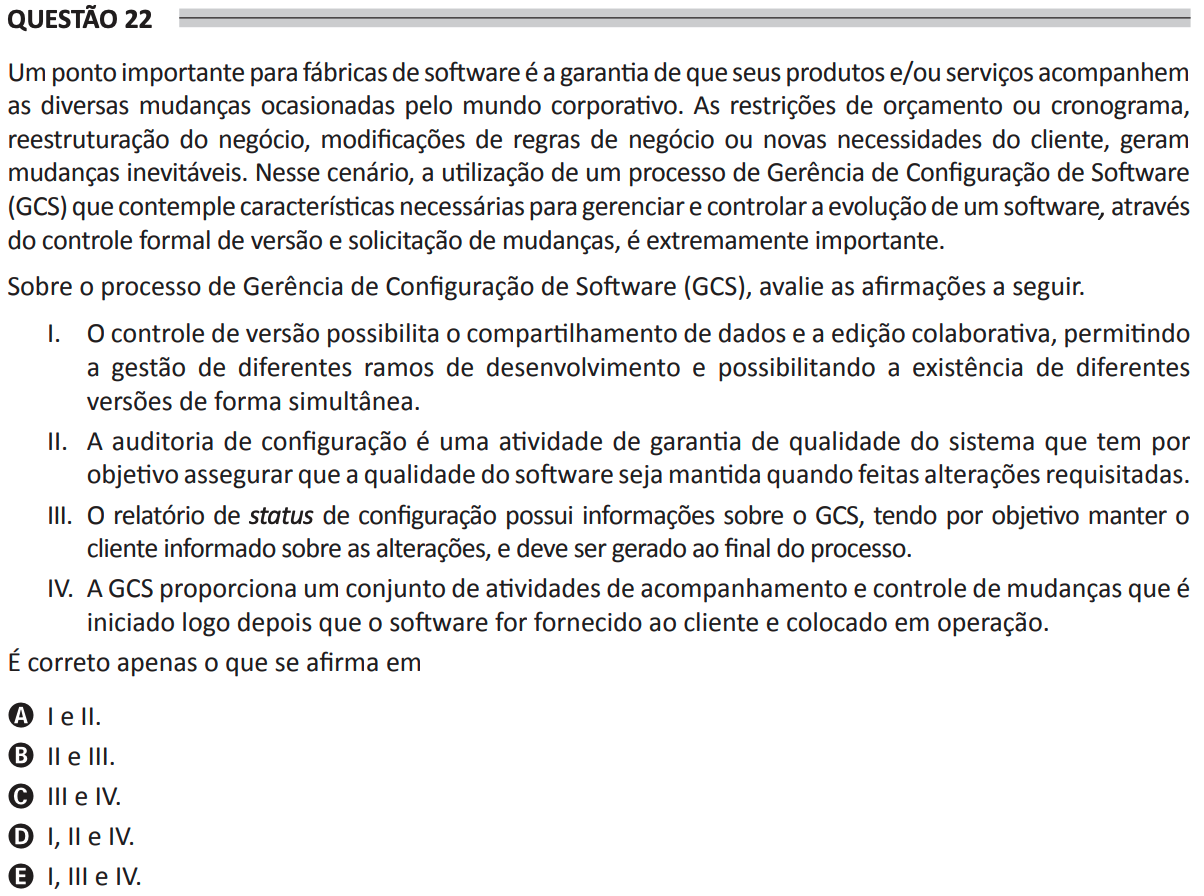 QUESTÃO 22
Um ponto importante para fábricas de software é a garantia de que seus produtos e/ou serviços acompanhem
as diversas mudanças ocasionadas pelo mundo corporativo. As restrições de orçamento ou cronograma,
reestruturação do negócio, modificações de regras de negócio ou novas necessidades do cliente, geram
mudanças inevitáveis. Nesse cenário, a utilização de um processo de Gerência de Configuração de Software
(GCS) que contemple características necessárias para gerenciar e controlar a evolução de um software, através
do controle formal de versão e solicitação de mudanças, é extremamente importante.
Sobre o processo de Gerência de Configuração de Software (GCS), avalie as afirmações a seguir.
I. O controle de versão possibilita o compartilhamento de dados e a edição colaborativa, permitindo
a gestão de diferentes ramos de desenvolvimento e possibilitando a existência de diferentes
versões de forma simultânea.
II. A auditoria de configuração é uma atividade de garantia de qualidade do sistema que tem por
objetivo assegurar que a qualidade do software seja mantida quando feitas alterações requisitadas.
III. O relatório de status de configuração possui informações sobre o GCS, tendo por objetivo manter o
cliente informado sobre as alterações, e deve ser gerado ao final do processo.
IV. A GCS proporciona um conjunto de atividades de acompanhamento e controle de mudanças que é
iniciado logo depois que o software for fornecido ao cliente e colocado em operação.
É correto apenas o que se afirma em
A I e II.
B II e III.
C III e IV.
D I, II e IV.
E I, III e IV.